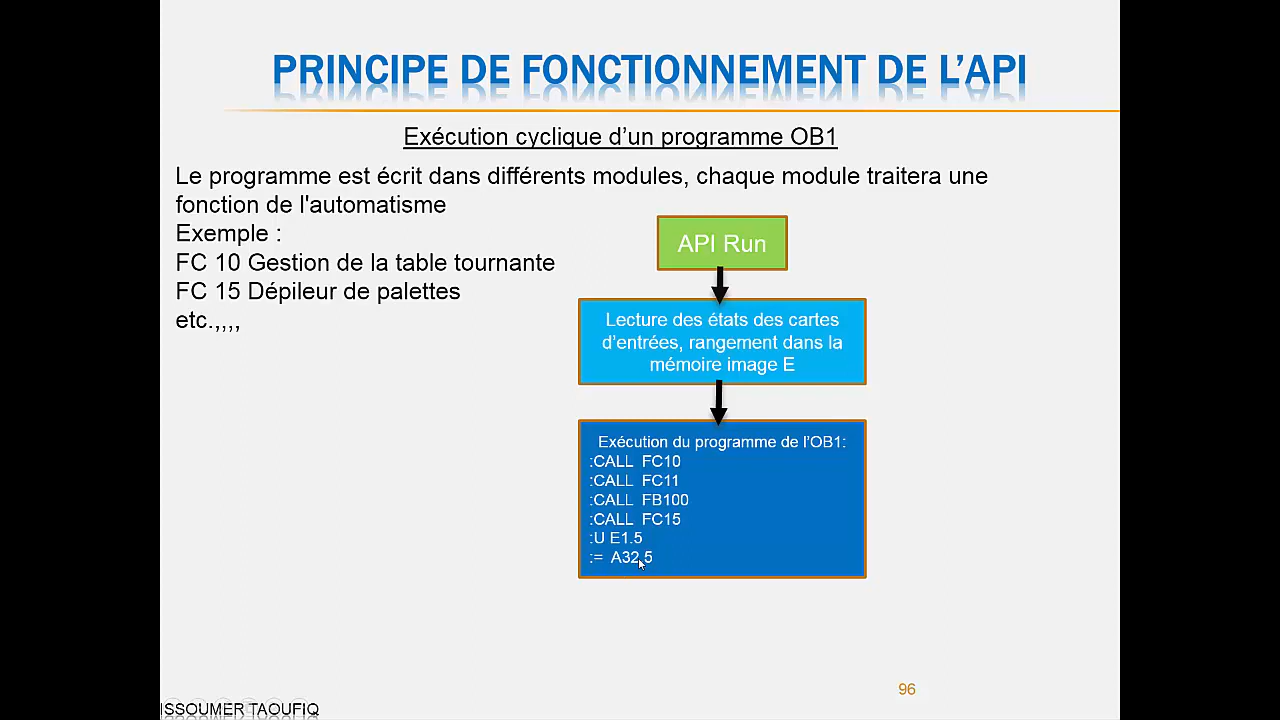 PRINCIPE DE FONCTIONNEMENT DE L’API
Exécution cyclique d’un programme OB1
Le programme est écrit dans différents modules, chaque module traitera une
fonction de l'automatisme
Exemple :
FC 10 Gestion de la table tournante
FC 15 Dépileur de palettes
etc.,,,,
API Run
Lecture des états des cartes
d’entrées, rangement dans la
mémoire image E
Exécution du programme de l’OB1:
:CALL FC10
:CALL FC11
:CALL FB100
:CALL FC15
:U E1.5
:= A32.5
96
ISSOUMER TAOUFIQ